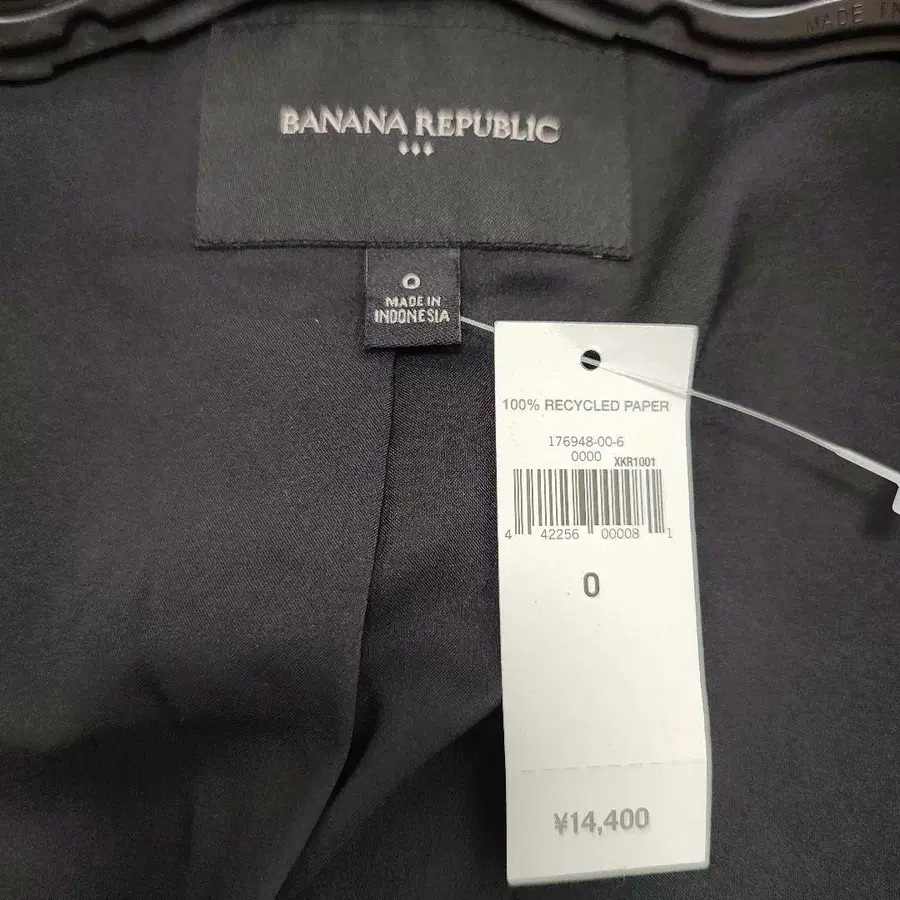 MADE IN
BANANA REPUBLIC
0
MADE IN
INDONESIA
100% RECYCLED PAPER
176948-00-6
0000 XKR1001
4 42256 00008 1
0
¥14,400